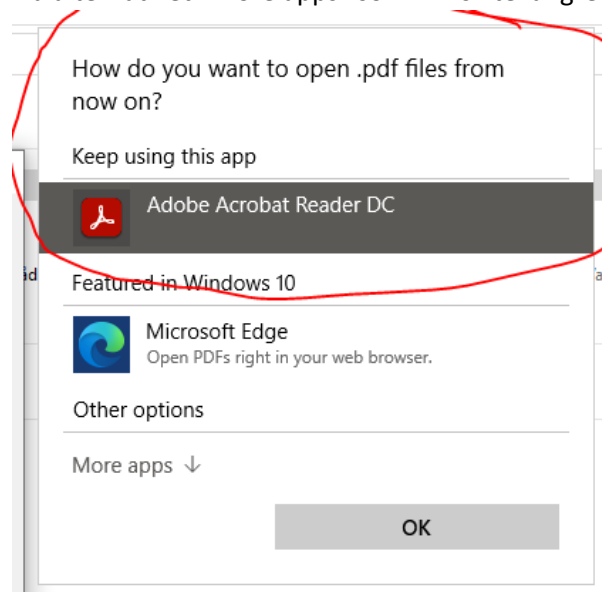 How do you want to open .pdf files from
now on?
Keep using this app
Adobe Acrobat Reader DC
Featured in Windows 10
Microsoft Edge
Open PDFs right in your web browser.
Other options
More apps ↓
OK